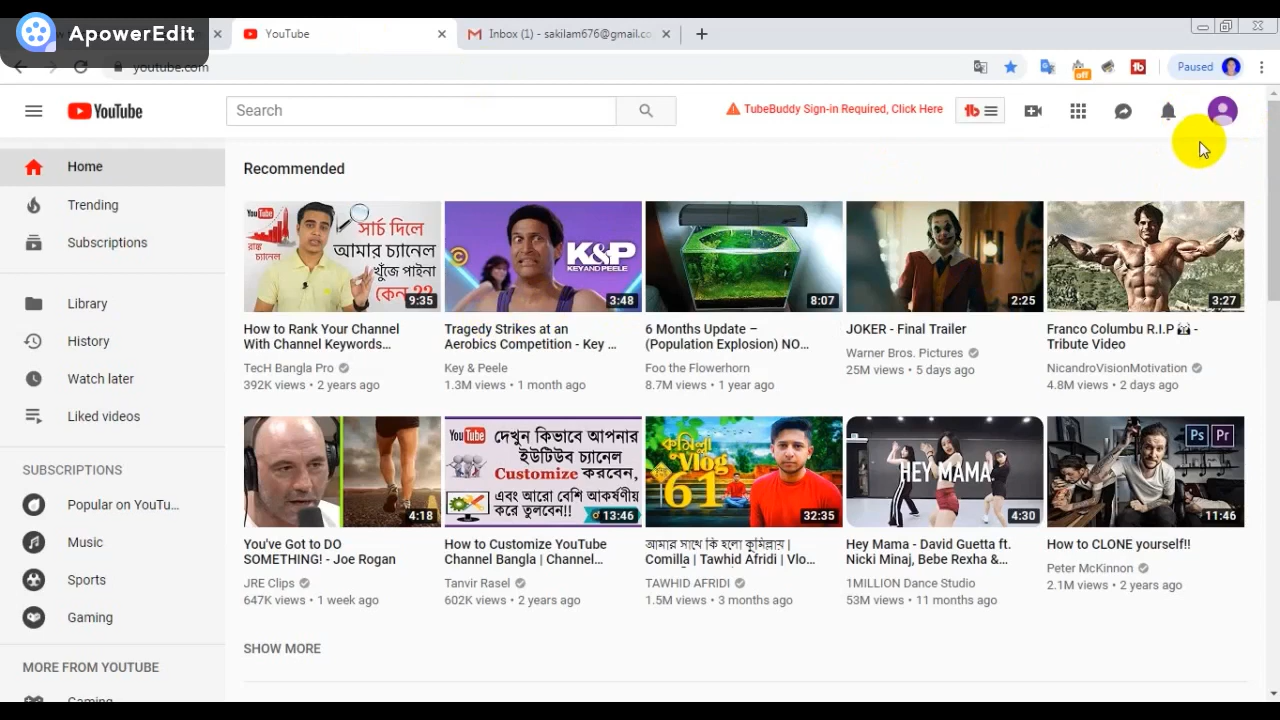 ApowerEdit
YouTube
Inbox (1) - sakilam676@gmail.co
youtube.com
off
Paused
YouTube
Search
TubeBuddy Sign-in Required, Click Here
Home
Trending
Subscriptions
Library
History
Watch later
Liked videos
SUBSCRIPTIONS
Popular on YouTu...
Music
Sports
Gaming
MORE FROM YOUTUBE
Gaming
Recommended
You Tube
সার্চ দিলে
আমার চ্যানেল
খুঁজে পাইনা
কেন ??
রাঙ্ক
চ্যানেল
9:35
K&P
KEY AND PEELE
3:48
8:07
2:25
3:27
How to Rank Your Channel
With Channel Keywords...
TecH Bangla Pro
392K views • 2 years ago
Tragedy Strikes at an
Aerobics Competition - Key ...
Key & Peele
1.3M views • 1 month ago
6 Months Update –
(Population Explosion) NO...
Foo the Flowerhorn
8.7M views • 1 year ago
JOKER - Final Trailer
Warner Bros. Pictures
25M views • 5 days ago
Franco Columbu R.I.P 📸 -
Tribute Video
NicandroVisionMotivation
4.8M views • 2 days ago
4:18
You Tube
দেখুন কিভাবে আপনার
ইউটিউব চ্যানেল
Customize করবেন,
এবং আরো বেশি আকর্ষণীয়
করে তুলবেন!!
13:46
কুমিল্লা
Vlog
61
32:35
HEY MAMA
4:30
Ps
Pr
11:46
You've Got to DO
SOMETHING! - Joe Rogan
JRE Clips
647K views • 1 week ago
How to Customize YouTube
Channel Bangla | Channel...
Tanvir Rasel
602K views • 2 years ago
আমার সাথে কি হলো কুমিল্লায় |
Comilla | Tawhid Afridi | Vlo...
TAWHID AFRIDI
1.5M views • 3 months ago
Hey Mama - David Guetta ft.
Nicki Minaj, Bebe Rexha &...
1MILLION Dance Studio
53M views • 11 months ago
How to CLONE yourself!!
Peter McKinnon
2.1M views • 2 years ago
SHOW MORE